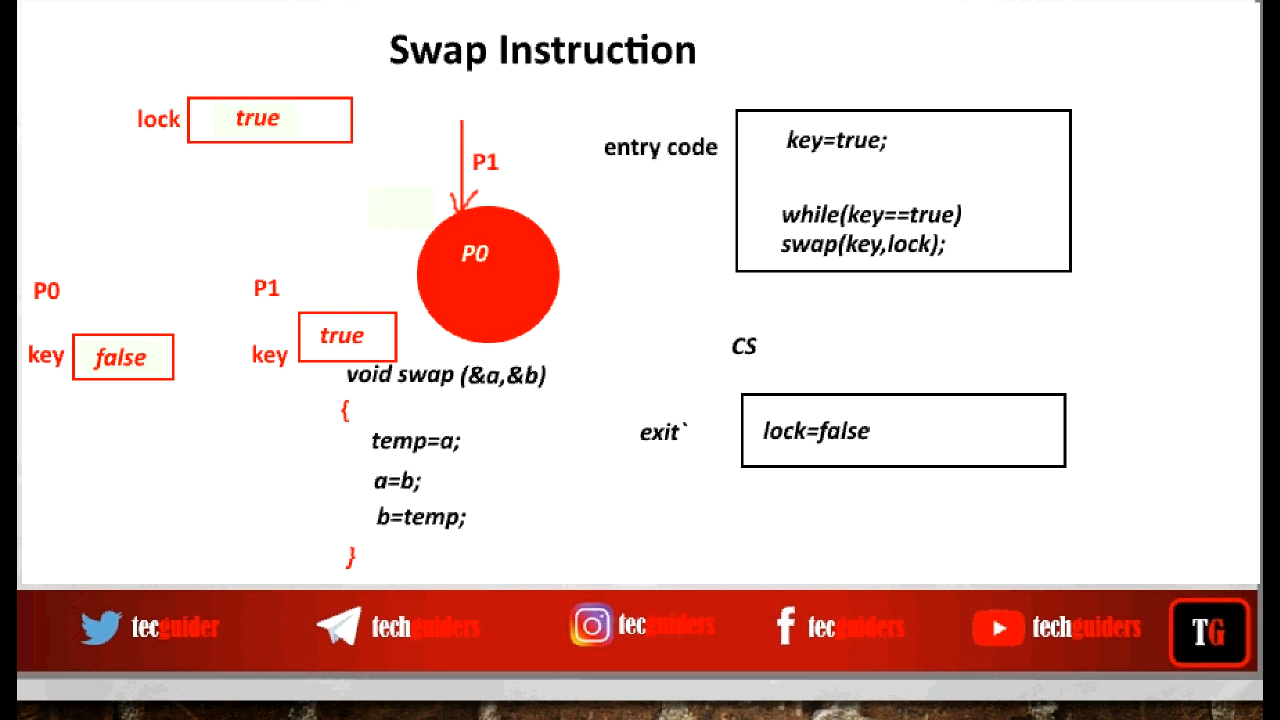 Swap Instruction
lock true
P1
P0
entry code
key=true;
while(key==true)
swap(key,lock);
P0
key false
P1
key true
void swap (&a,&b)
{
temp=a;
a=b;
b=temp;
}
CS
exit`
lock=false
tecguider
techguiders
tecguiders
tecguiders
techguiders
TG